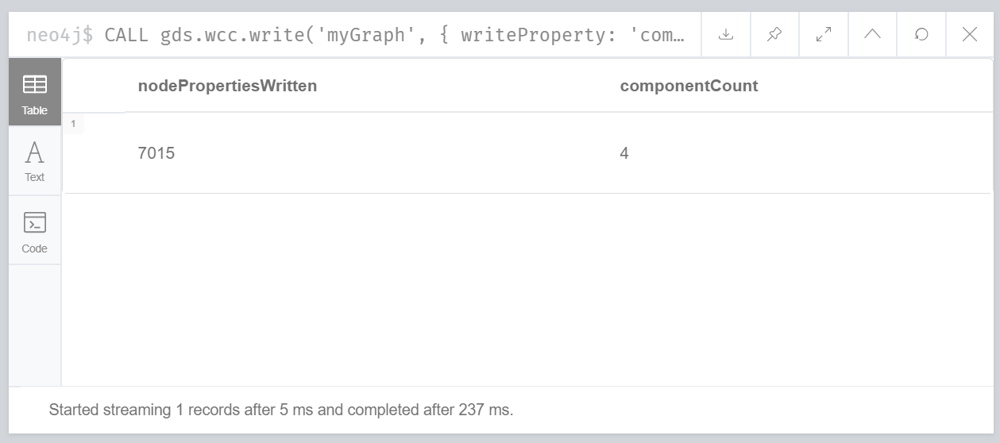 neo4j$ CALL gds.wcc.write('myGraph', { writeProperty: 'com…
Table
nodePropertiesWritten componentCount
1
7015 4
Text
Code
Started streaming 1 records after 5 ms and completed after 237 ms.